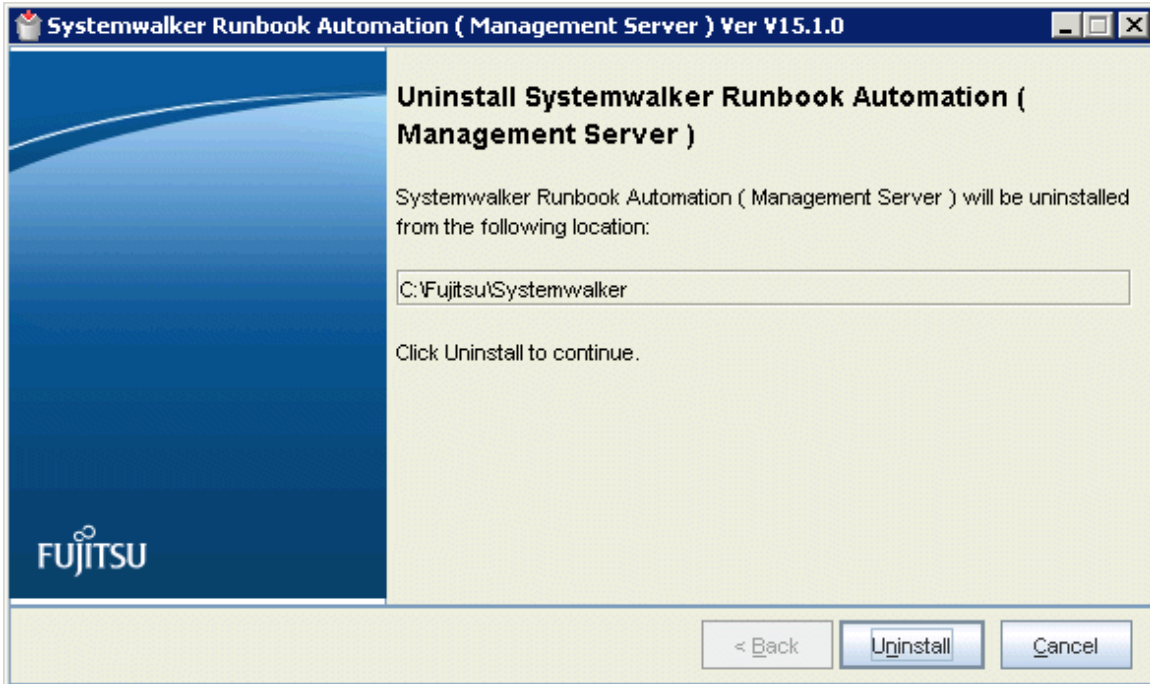 Systemwalker Runbook Automation ( Management Server ) Ver V15.1.0
Uninstall Systemwalker Runbook Automation (
Management Server )
Systemwalker Runbook Automation ( Management Server ) will be uninstalled
from the following location:
C:\Fujitsu\Systemwalker
Click Uninstall to continue.
FUJITSU
< Back
Uninstall
Cancel